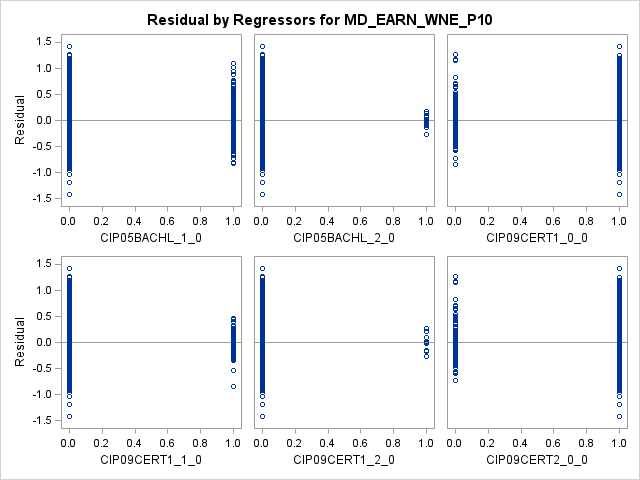 Residual by Regressors for MD_EARN_WNE_P10
Residual
1.5
1.0
0.5
0.0
-0.5
-1.0
-1.5
0.0 0.2 0.4 0.6 0.8 1.0
CIP05BACHL_1_0
0.0 0.2 0.4 0.6 0.8 1.0
CIP05BACHL_2_0
0.0 0.2 0.4 0.6 0.8 1.0
CIP09CERT1_0_0
Residual
1.5
1.0
0.5
0.0
-0.5
-1.0
-1.5
0.0 0.2 0.4 0.6 0.8 1.0
CIP09CERT1_1_0
0.0 0.2 0.4 0.6 0.8 1.0
CIP09CERT1_2_0
0.0 0.2 0.4 0.6 0.8 1.0
CIP09CERT2_0_0